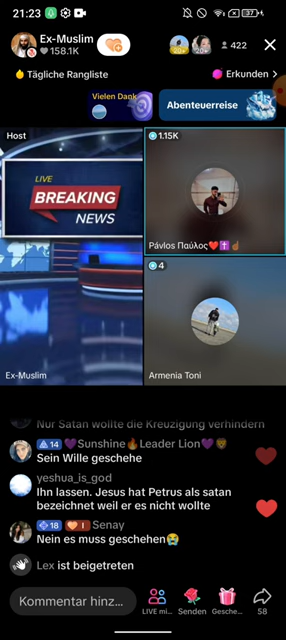 21:23
37
Ex-Muslim
158.1K
20+
20+
422
Tägliche Rangliste
Erkunden >
Vielen Dank
Abenteuerreise
Host
1.15K
LIVE
BREAKING
NEWS
Pávlos Παύλος❤️✝️☝🏽
4
Ex-Muslim
Armenia Toni
Nur Satan wollte die Kreuzigung verhindern
14 💜Sunshine🔥Leader Lion💜🦁
Sein Wille geschehe
yeshua_is_god
Ihn lassen. Jesus hat Petrus als satan
bezeichnet weil er es nicht wollte
18 I Senay
Nein es muss geschehen😭
Lex ist beigetreten
Kommentar hinz...
LIVE mi...
Senden
Gesche...
58